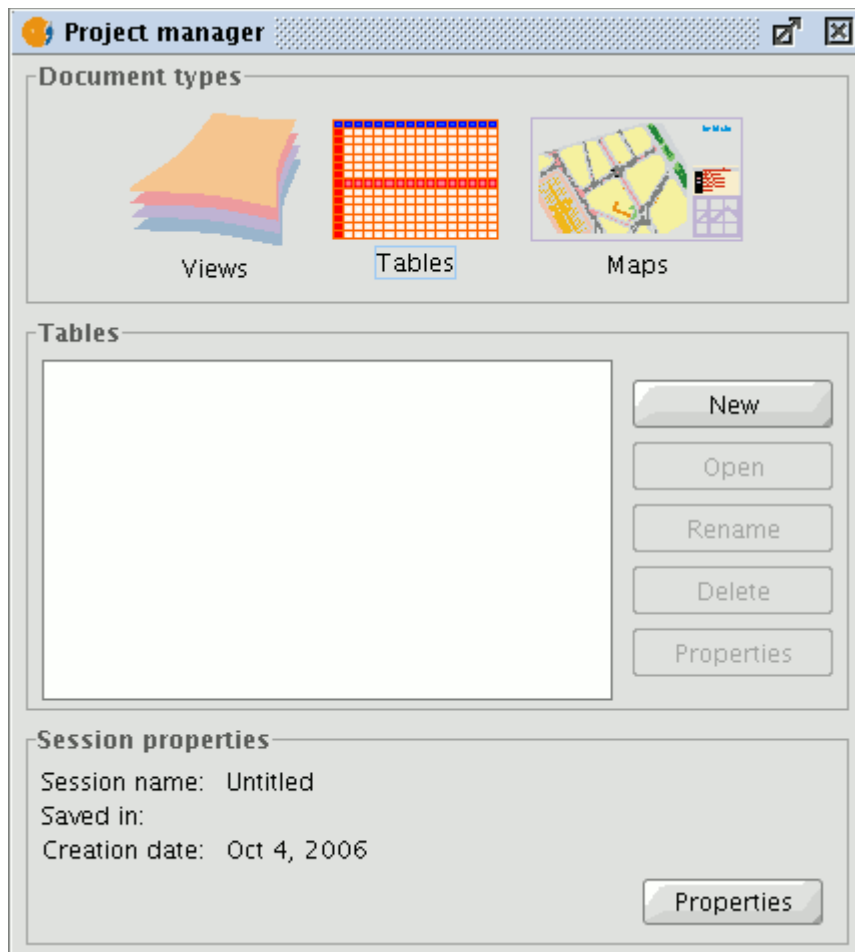 Project manager
Document types
Views
Tables
Maps
Tables
New
Open
Rename
Delete
Properties
Session properties
Session name: Untitled
Saved in:
Creation date: Oct 4, 2006
Properties